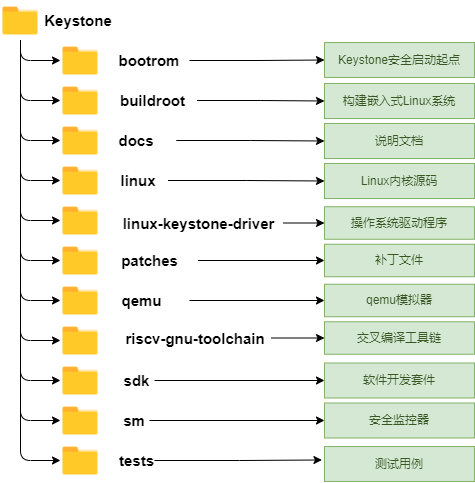 Keystone
bootrom Keystone安全启动起点
buildroot 构建嵌入式Linux系统
docs 说明文档
linux Linux内核源码
linux-keystone-driver 操作系统驱动程序
patches 补丁文件
qemu qemu模拟器
riscv-gnu-toolchain 交叉编译工具链
sdk 软件开发套件
sm 安全监控器
tests 测试用例